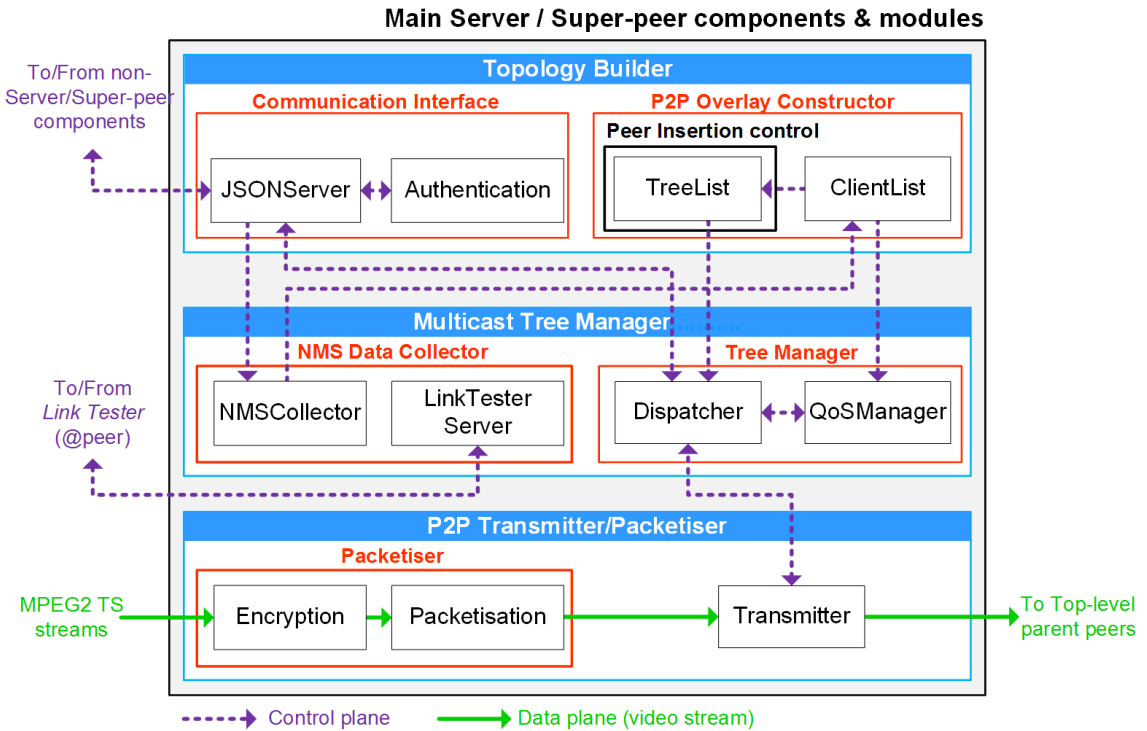 Main Server / Super-peer components & modules
Topology Builder
To/From non-
Server/Super-peer
components
Communication Interface
P2P Overlay Constructor
Peer Insertion control
JSONServer
Authentication
TreeList
ClientList
Multicast Tree Manager............
NMS Data Collector
Tree Manager
To/From
Link Tester
(@peer)
NMSCollector
LinkTester
Server
Dispatcher
QoSManager
P2P Transmitter/Packetiser
Packetiser
MPEG2 TS
streams
Encryption
Packetisation
Transmitter
To Top-level
parent peers
Control plane
Data plane (video stream)